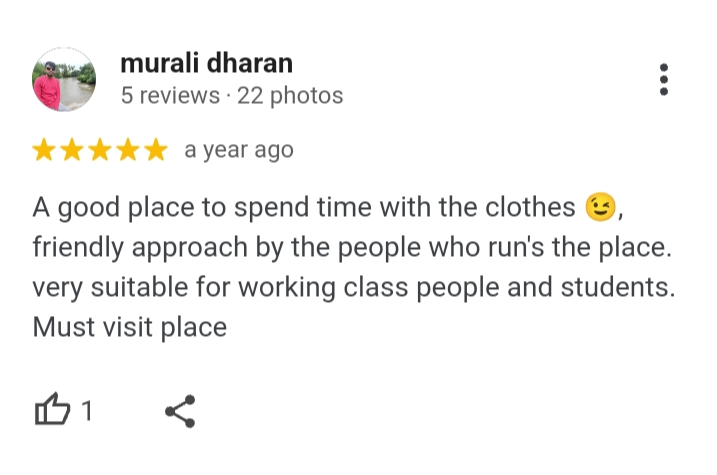 murali dharan
5 reviews · 22 photos
a year ago
A good place to spend time with the clothes 😉,
friendly approach by the people who run's the place.
very suitable for working class people and students.
Must visit place
1